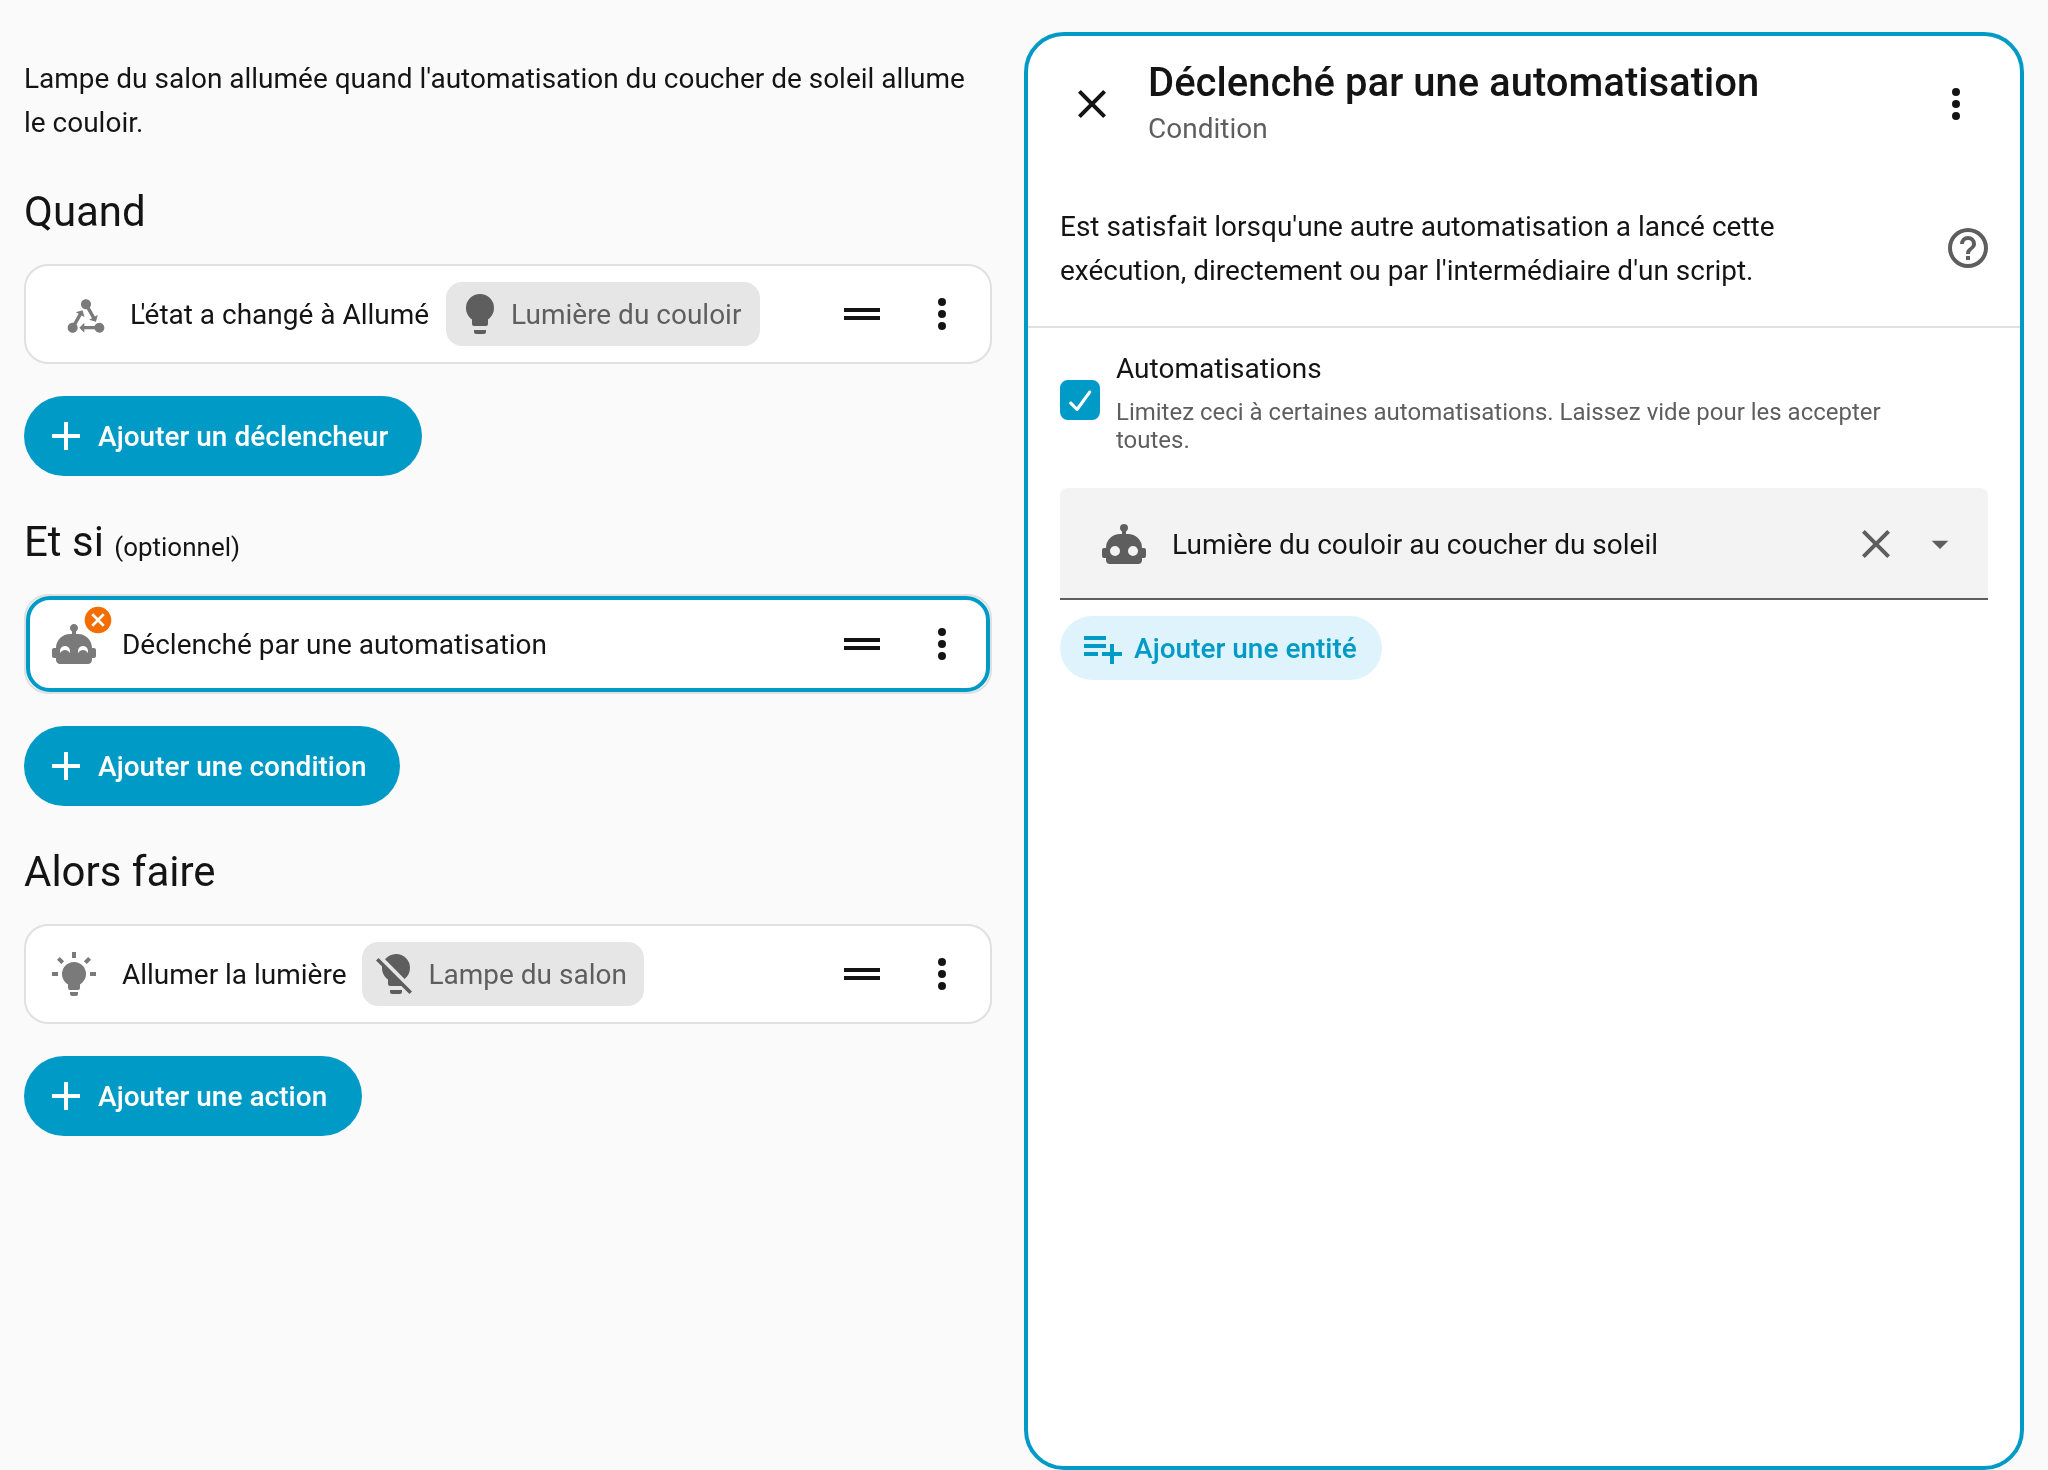 Lampe du salon allumée quand l'automatisation du coucher de soleil allume
le couloir.
Quand
L'état a changé à Allumé
Lumière du couloir
Ajouter un déclencheur
Et si (optionnel)
Déclenché par une automatisation
Ajouter une condition
Alors faire
Allumer la lumière
Lampe du salon
Ajouter une action
Déclenché par une automatisation
Condition
Est satisfait lorsqu'une autre automatisation a lancé cette
exécution, directement ou par l'intermédiaire d'un script.
Automatisations
Limitez ceci à certaines automatisations. Laissez vide pour les accepter
toutes.
Lumière du couloir au coucher du soleil
Ajouter une entité